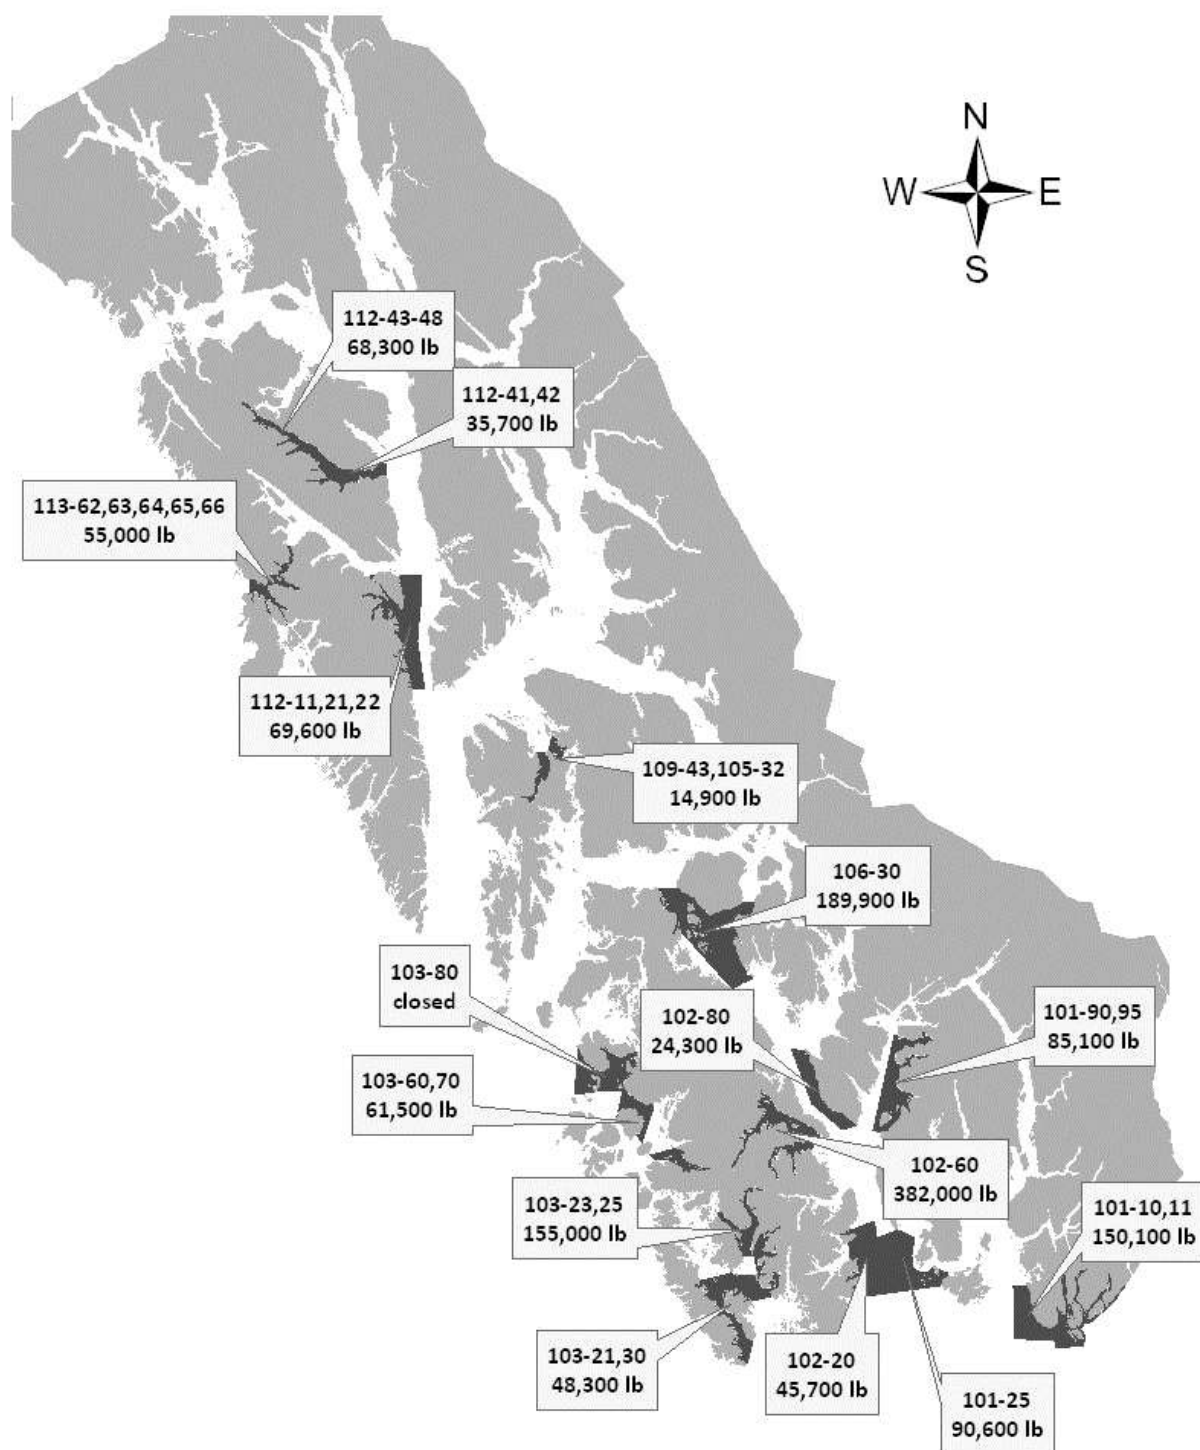 N
W E
S
112-43-48
68,300 lb
112-41,42
35,700 lb
113-62,63,64,65,66
55,000 lb
112-11,21,22
69,600 lb
109-43,105-32
14,900 lb
106-30
189,900 lb
103-80
closed
102-80
24,300 lb
101-90,95
85,100 lb
103-60,70
61,500 lb
102-60
382,000 lb
103-23,25
155,000 lb
101-10,11
150,100 lb
103-21,30
48,300 lb
102-20
45,700 lb
101-25
90,600 lb